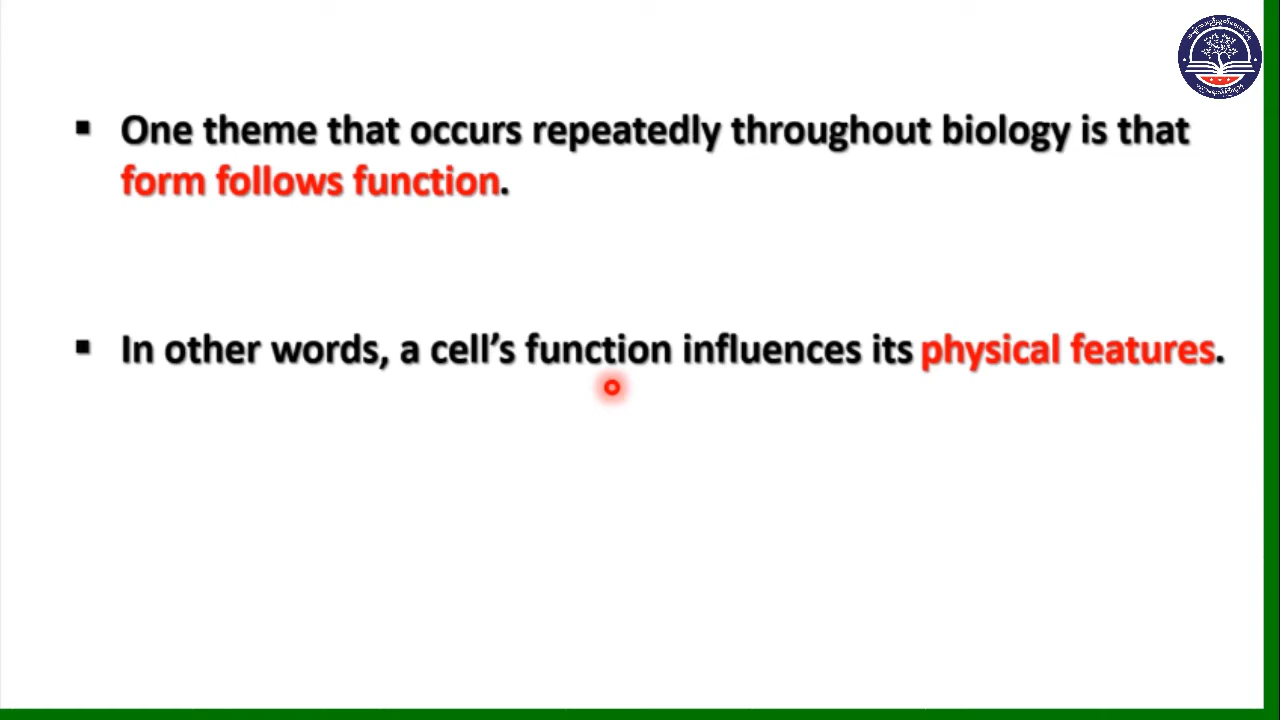 ▪ One theme that occurs repeatedly throughout biology is that
form follows function.
▪ In other words, a cell's function influences its physical features.